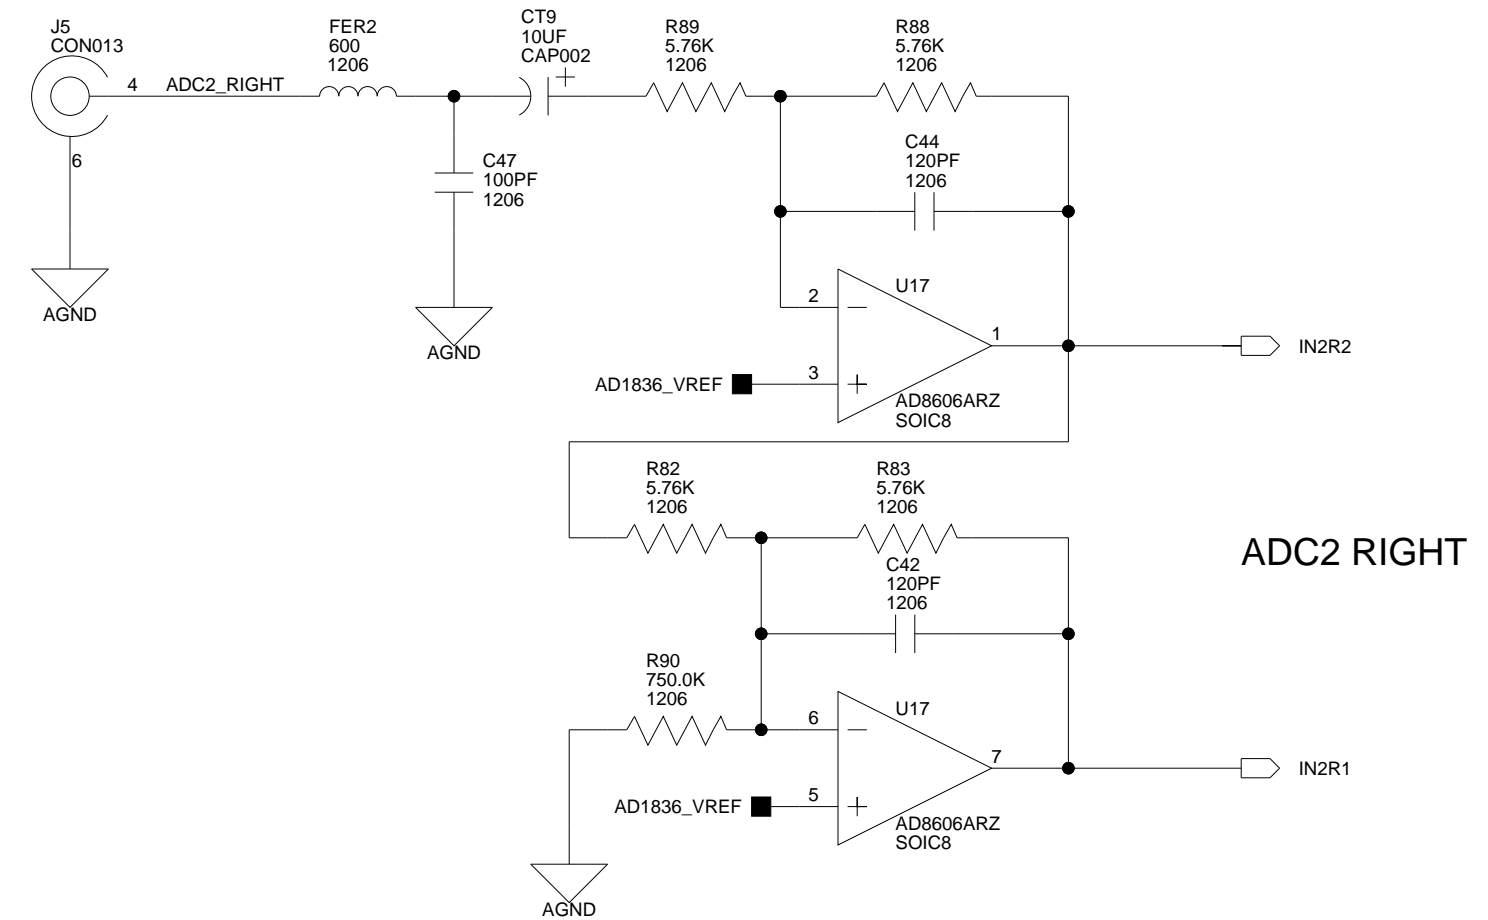 J5
CON013
4
ADC2_RIGHT
6
AGND
FER2
600
1206
CT9
10UF
CAP002
C47
100PF
1206
AGND
R89
5.76K
1206
R88
5.76K
1206
C44
120PF
1206
U17
2
1
IN2R2
AD1836_VREF
3
AD8606ARZ
SOIC8
R82
5.76K
1206
R83
5.76K
1206
ADC2 RIGHT
C42
120PF
1206
R90
750.0K
1206
U17
6
7
IN2R1
AD1836_VREF
5
AD8606ARZ
SOIC8
AGND